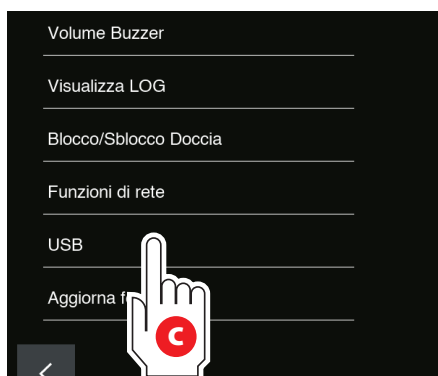 Volume Buzzer
Visualizza LOG
Blocco/Sblocco Doccia
Funzioni di rete
USB
Aggiorna
C